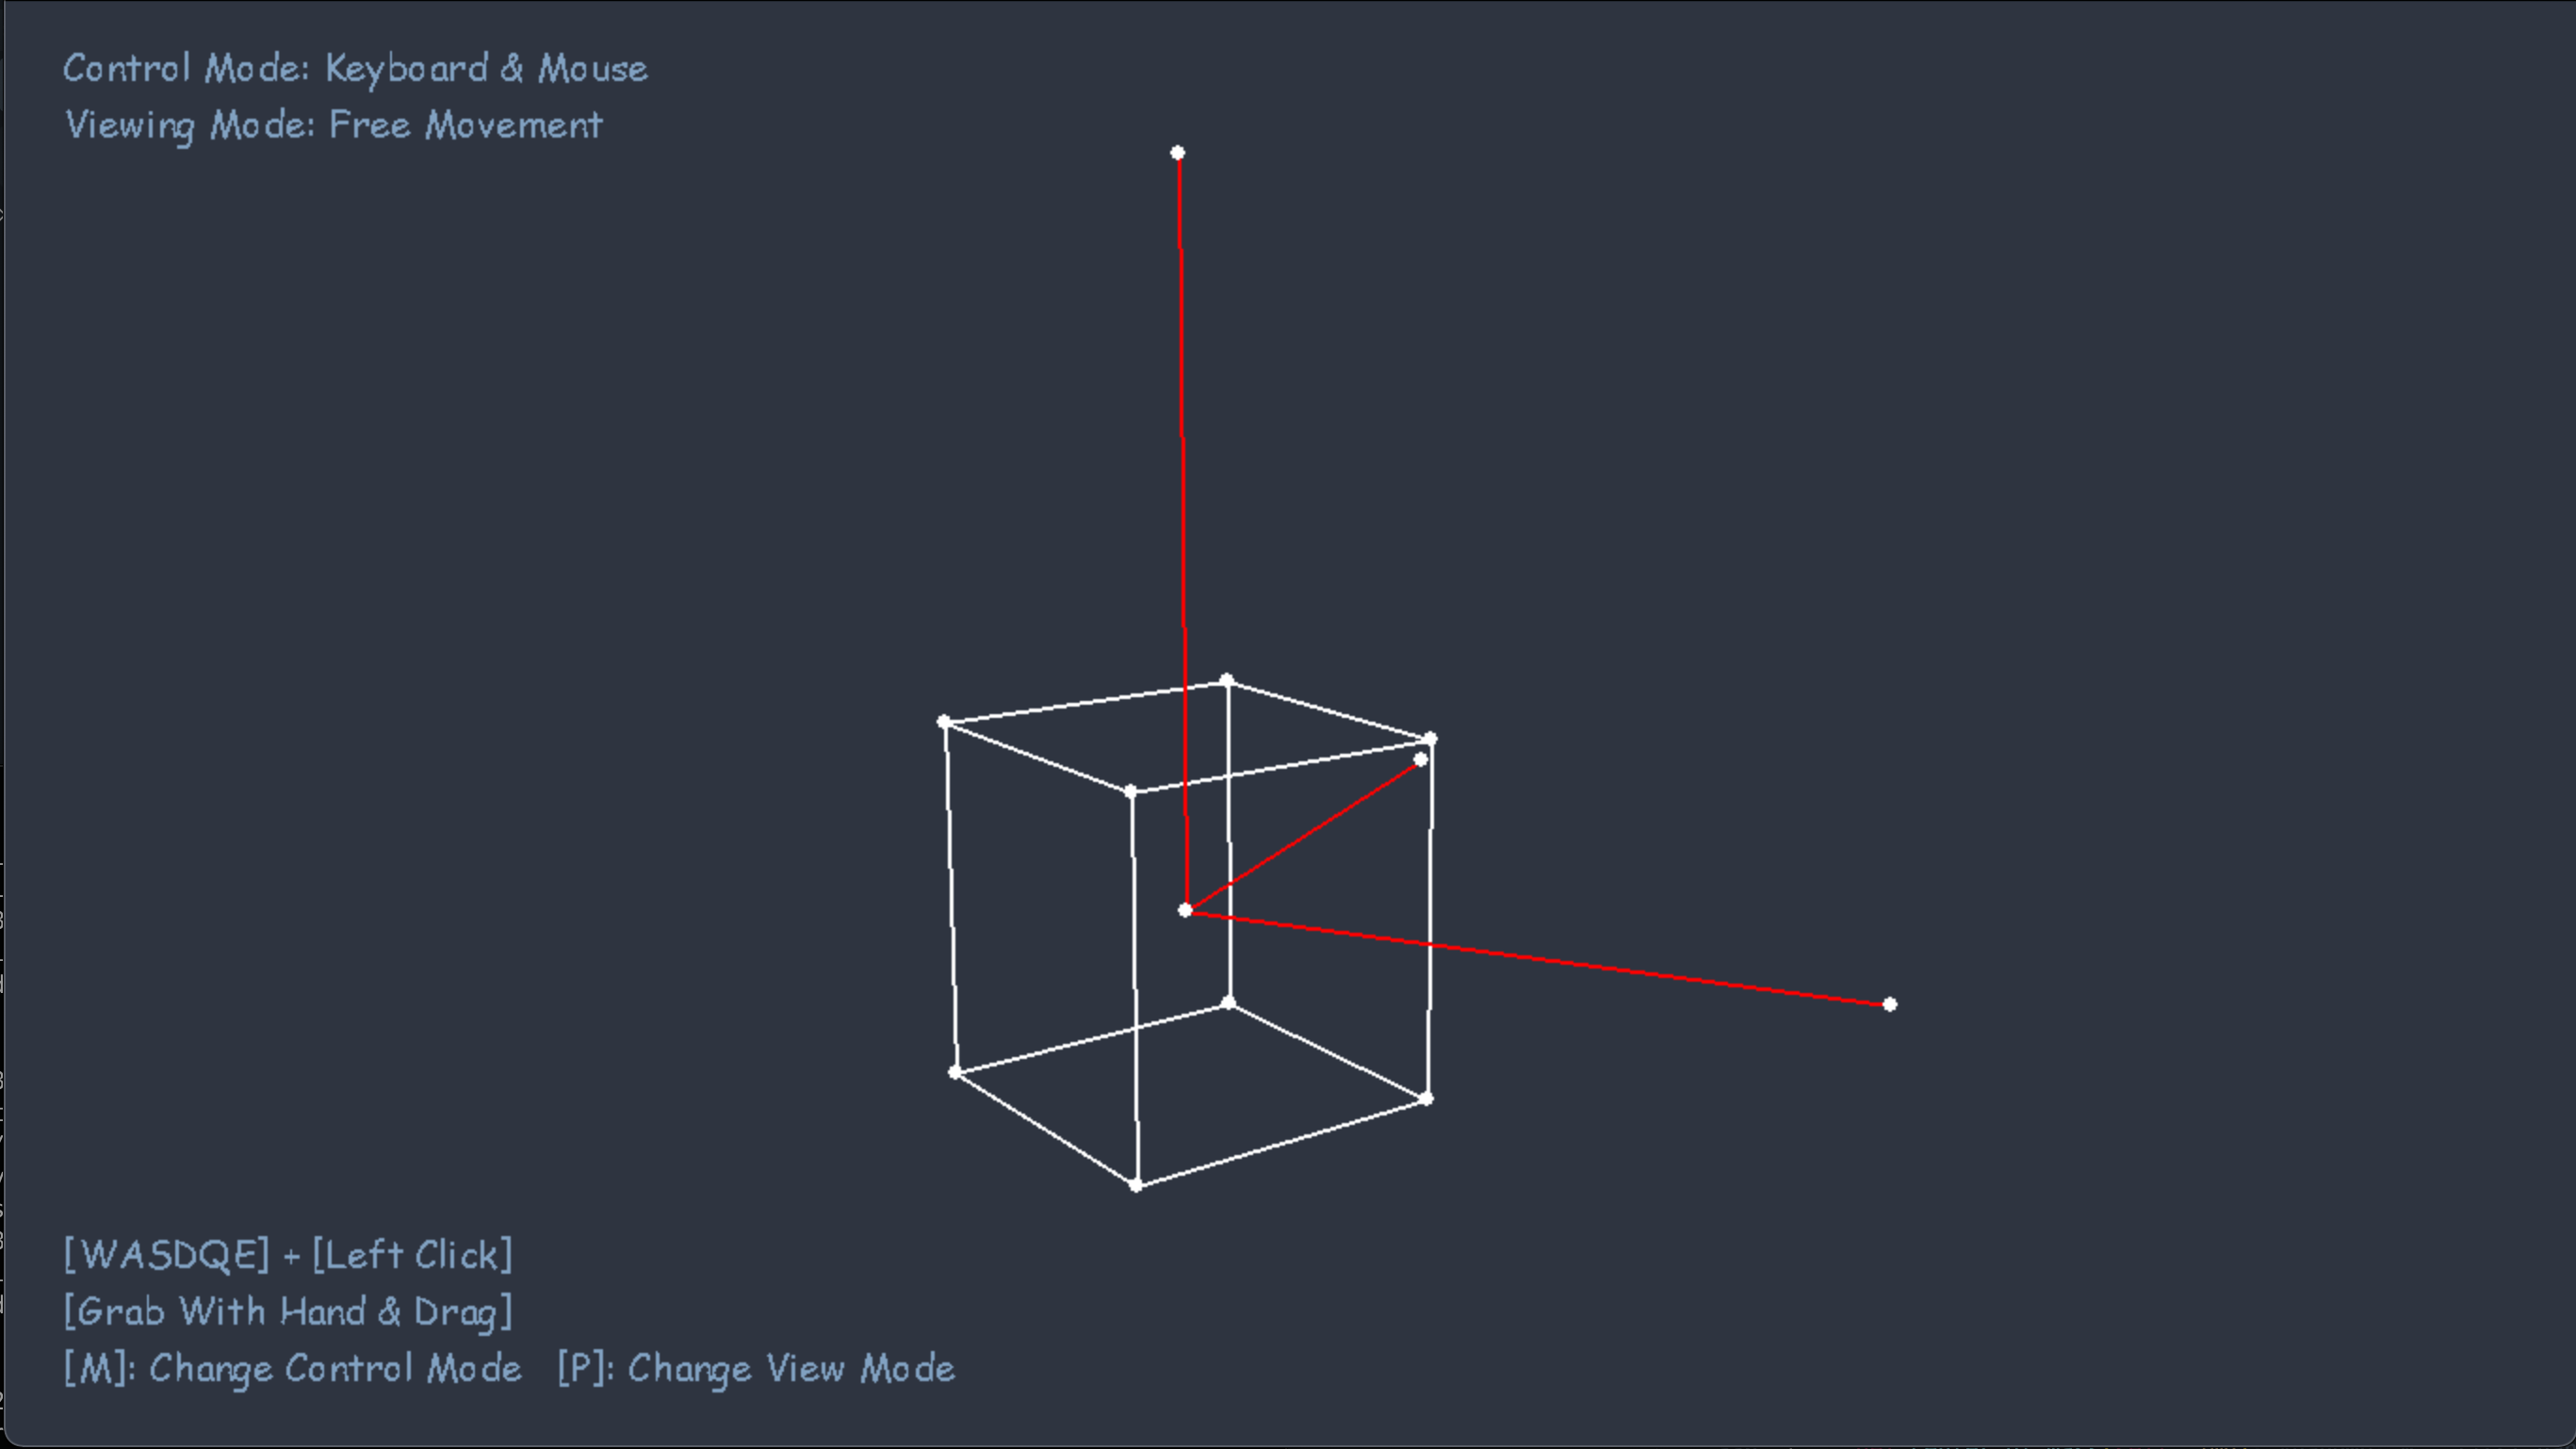 Control Mode: Keyboard & Mouse
Viewing Mode: Free Movement
[WASDQE] + [Left Click]
[Grab With Hand & Drag]
[M]: Change Control Mode [P]: Change View Mode